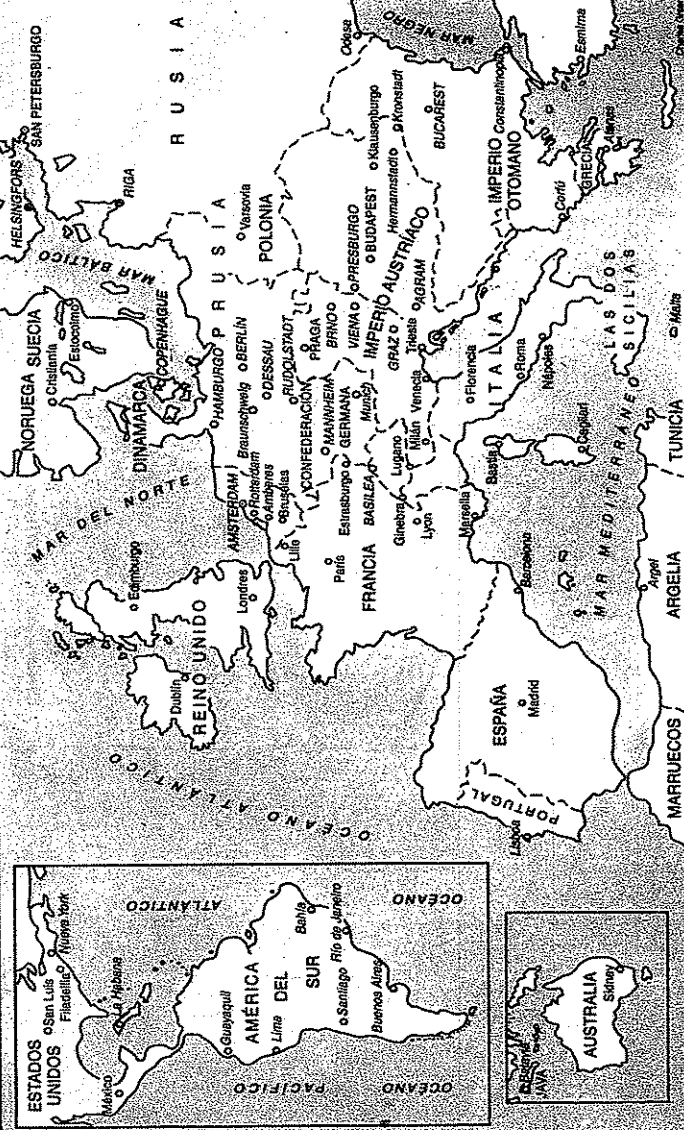 ESTADOS
UNIDOS
San Luis
Filadelfia
Nueva York
La Habana
México
ATLÁNTICO
Guayaquil
AMÉRICA
DEL
SUR
Lima
Bahía
Santiago
Río de Janeiro
Buenos Aires
OCÉANO
PACÍFICO
OCÉANO
JAVA
AUSTRALIA
Sidney
OCÉANO ATLÁNTICO
REINO UNIDO
Dublín
Edimburgo
Londres
MAR DEL NORTE
NORUEGA
SUECIA
Cristianía
Estocolmo
DINAMARCA
COPENHAGUE
MAR BÁLTICO
HELSINGFORS
SAN PETERSBURGO
RIGA
RUSIA
PRUSIA
HAMBURGO
BERLÍN
Braunschweig
DESSAU
RUDOLSTADT
Varsovia
POLONIA
AMSTERDAM
Rotterdam
Amberes
Bruselas
Lille
CONFEDERACIÓN
GERMANA
MANNHEIM
PRAGA
BRNO
Estrasburgo
Munich
VIENA
PRESBURGO
BUDAPEST
IMPERIO AUSTRÍACO
GRAZ
AGRAM
Klausenburgo
Hermannstadt
Kronstadt
BUCAREST
Odesa
MAR NEGRO
París
FRANCIA
BASILEA
Ginebra
Lyon
Lugano
Milán
Venecia
Trieste
Marsella
Florencia
ITALIA
Roma
Nápoles
Bastia
Cagliari
LAS DOS
SICILIAS
Malta
IMPERIO
OTOMANO
Constantinopla
Esmirna
Corfú
GRECIA
Atenas
ESPAÑA
Madrid
Barcelona
PORTUGAL
Lisboa
MAR MEDITERRANEO
MARRUECOS
ARGELIA
Argel
TUNICIA